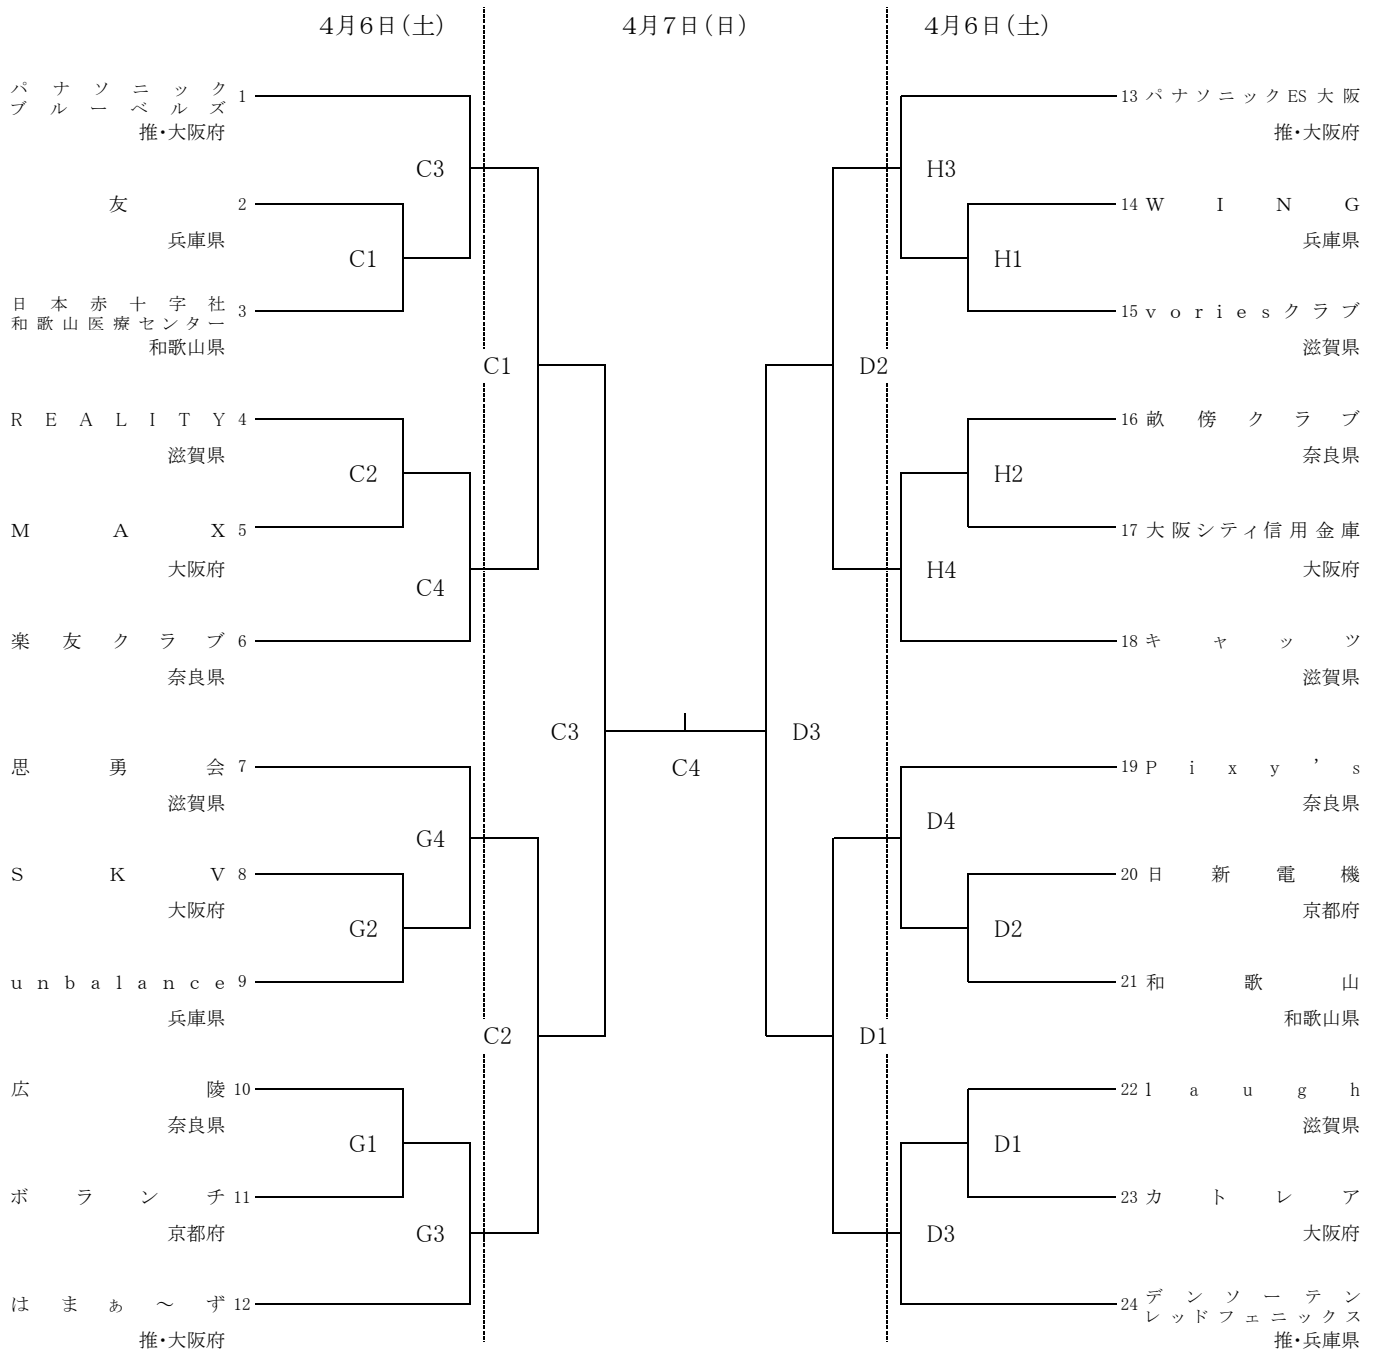 4月6日(土)
4月7日(日)
4月6日(土)
パナソニック
ブルーベルズ
1
推・大阪府
C3
友 2
兵庫県
C1
日本赤十字社
和歌山医療センター
3
和歌山県
C1
REALITY 4
滋賀県
C2
MAX 5
大阪府
C4
楽友クラブ 6
奈良県
C3
C4
思勇会 7
滋賀県
G4
SKV 8
大阪府
G2
unbalance 9
兵庫県
C2
広陵 10
奈良県
G1
ボランチ 11
京都府
G3
はまぁ～ず 12
推・大阪府
13 パナソニックES大阪
推・大阪府
H3
14 WING
兵庫県
H1
15 voriesクラブ
滋賀県
D2
16 畝傍クラブ
奈良県
H2
17 大阪シティ信用金庫
大阪府
H4
18 キャッツ
滋賀県
D3
19 Pixy’s
奈良県
D4
20 日新電機
京都府
D2
21 和歌山
和歌山県
D1
22 laugh
滋賀県
D1
23 カトレア
大阪府
D3
24
デンソーテン
レッドフェニックス
推・兵庫県